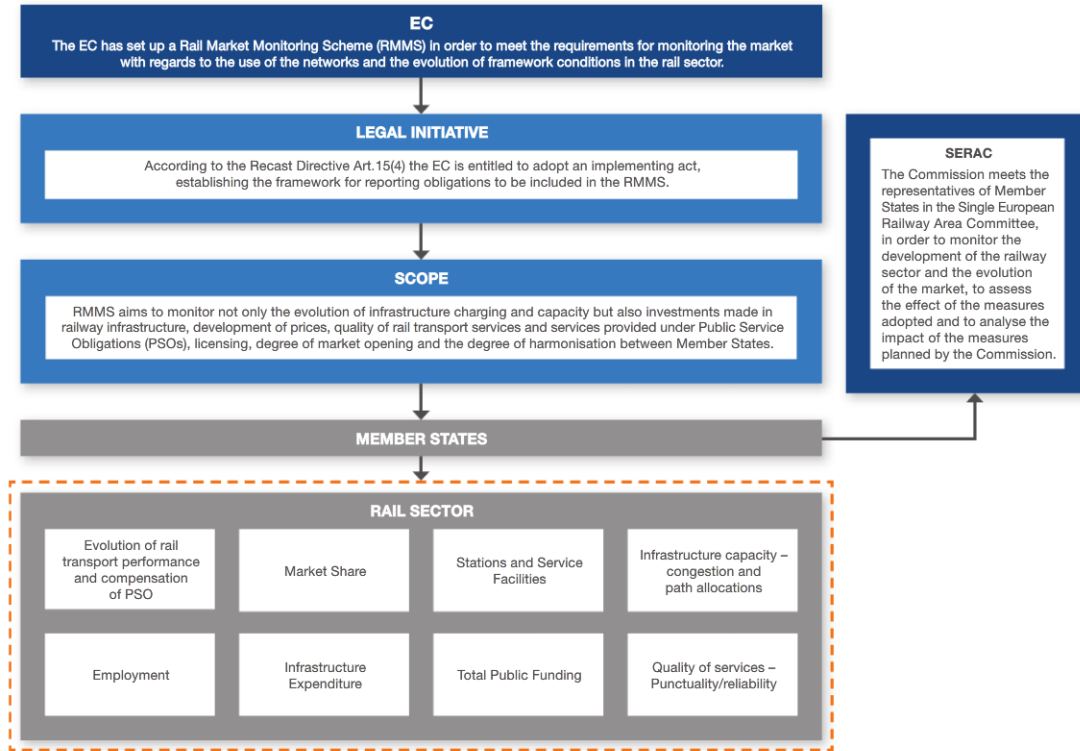 EC
The EC has set up a Rail Market Monitoring Scheme (RMMS) in order to meet the requirements for monitoring the market
with regards to the use of the networks and the evolution of framework conditions in the rail sector.
LEGAL INITIATIVE
According to the Recast Directive Art.15(4) the EC is entitled to adopt an implementing act,
establishing the framework for reporting obligations to be included in the RMMS.
SCOPE
RMMS aims to monitor not only the evolution of infrastructure charging and capacity but also investments made in
railway infrastructure, development of prices, quality of rail transport services and services provided under Public Service
Obligations (PSOs), licensing, degree of market opening and the degree of harmonisation between Member States.
SERAC
The Commission meets the
representatives of Member
States in the Single European
Railway Area Committee,
in order to monitor the
development of the railway
sector and the evolution
of the market, to assess
the effect of the measures
adopted and to analyse the
impact of the measures
planned by the Commission.
MEMBER STATES
RAIL SECTOR
Evolution of rail
transport performance
and compensation
of PSO
Market Share
Stations and Service
Facilities
Infrastructure capacity –
congestion and
path allocations
Employment
Infrastructure
Expenditure
Total Public Funding
Quality of services –
Punctuality/reliability